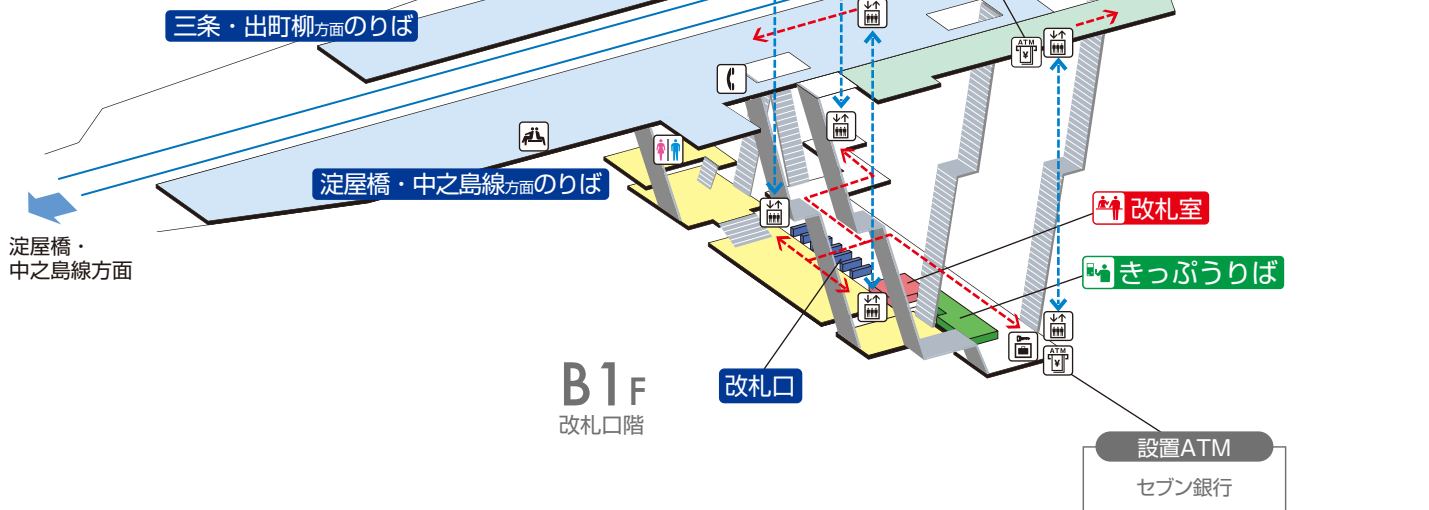 三条・出町柳方面のりば
ATM
¥
淀屋橋・中之島線方面のりば
淀屋橋・
中之島線方面
改札室
きっぷうりば
ATM
¥
改札口
B1F
改札口階
設置ATM
セブン銀行